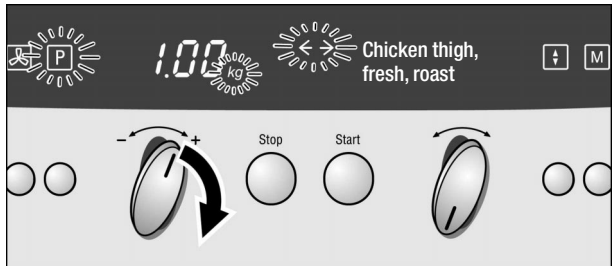 P 1.00 kg Chicken thigh, M
fresh, roast
− + Stop Start